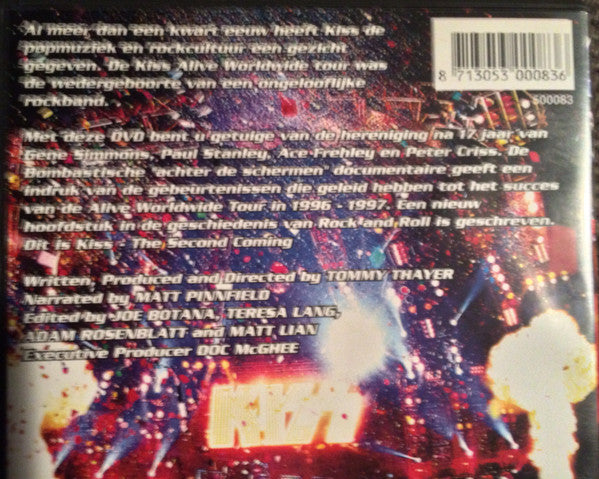 Al meer dan een kwart eeuw heeft Kiss de
popmuziek en rockcultuur een gezicht
gegeven. De Kiss Alive Worldwide tour was
de wedergeboorte van een ongelooflijke
rockband.
8 713053 000836
500083
Met deze DVD bent u getuige van de hereniging na 17 jaar van
Gene Simmons, Paul Stanley, Ace Frehley en Peter Criss. De
Bombastische 'achter de schermen' documentaire geeft een
indruk van de gebeurtenissen die geleid hebben tot het succes
van de Alive Worldwide Tour in 1996 - 1997. Een nieuw
hoofdstuk in de geschiedenis van Rock and Roll is geschreven.
Dit is Kiss - The Second Coming
Written, Produced and Directed by TOMMY THAYER
Narrated by MATT PINNFIELD
Edited by JOE BOTANA, TERESA LANG,
ADAM ROSENBLATT and MATT LIAN
Executive Producer DOC McGHEE
KISS